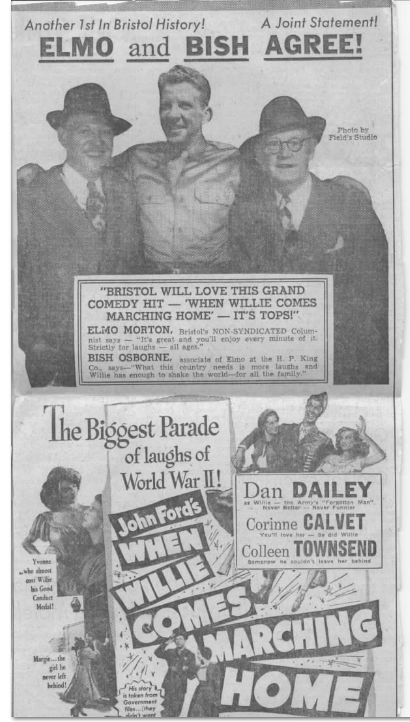 Another 1st In Bristol History!
A Joint Statement!
ELMO and BISH AGREE!
Photo by
Field's Studio
"BRISTOL WILL LOVE THIS GRAND
COMEDY HIT — 'WHEN WILLIE COMES
MARCHING HOME' — IT'S TOPS!"
ELMO MORTON, Bristol's NON-SYNDICATED Colum-
nist says — "It's great and you'll enjoy every minute of it.
Strictly for laughs — all ages."
BISH OSBORNE, associate of Elmo at the H. P. King
Co., says—"What this country needs is more laughs and
Willie has enough to shake the world—for all the family."
The Biggest Parade
of laughs of
World War II!
Dan DAILEY
as Willie — the Army's "Forgotten Man".
Never Better — Never Funnier
Corinne CALVET
You'll love her — So did Willie
Colleen TOWNSEND
Somehow he couldn't leave her behind
Yvonne
..who almost
cost Willie
his Good
Conduct
Medal!
Margie...the
girl he
never left
behind!
John Ford's
WHEN
WILLIE
COMES
MARCHING
HOME
His story
is taken from
Government
files...(they
didn't want